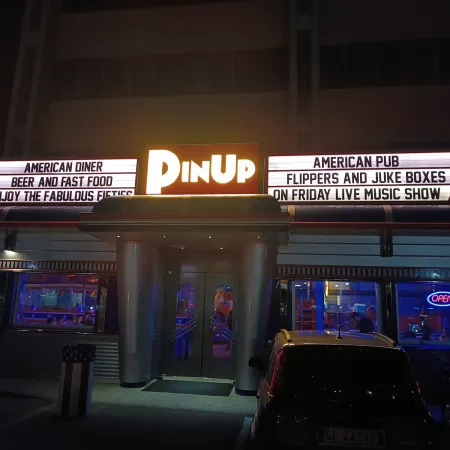 AMERICAN DINER
BEER AND FAST FOOD
NJOY THE FABULOUS FIFTIES
PINUP
AMERICAN PUB
FLIPPERS AND JUKE BOXES
ON FRIDAY LIVE MUSIC SHOW
OPEN